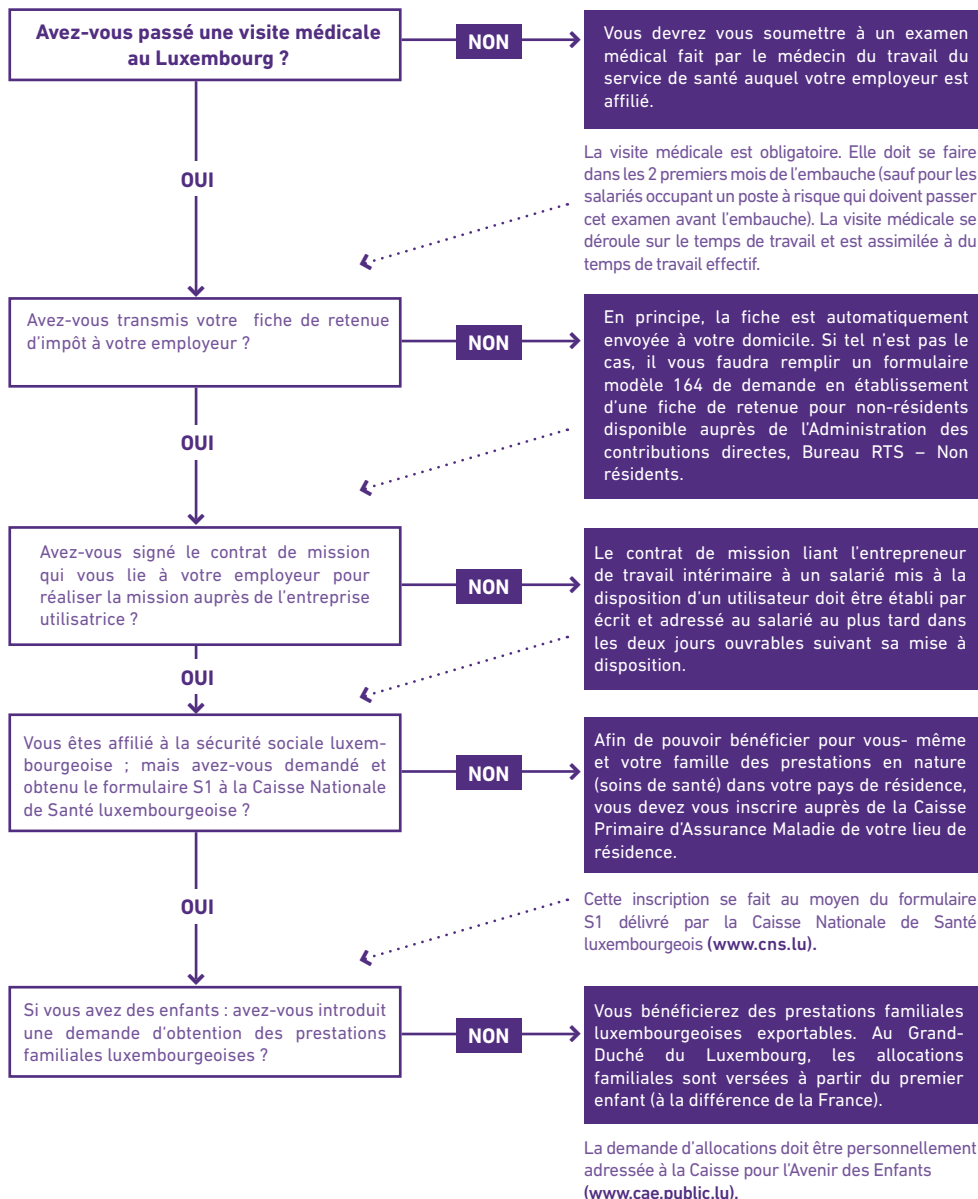 Avez-vous passé une visite médicale
au Luxembourg ?
NON
Vous devrez vous soumettre à un examen
médical fait par le médecin du travail du
service de santé auquel votre employeur est
affilié.
La visite médicale est obligatoire. Elle doit se faire
dans les 2 premiers mois de l'embauche (sauf pour les
salariés occupant un poste à risque qui doivent passer
cet examen avant l'embauche). La visite médicale se
déroule sur le temps de travail et est assimilée à du
temps de travail effectif.
OUI
Avez-vous transmis votre fiche de retenue
d'impôt à votre employeur ?
NON
En principe, la fiche est automatiquement
envoyée à votre domicile. Si tel n'est pas le
cas, il vous faudra remplir un formulaire
modèle 164 de demande en établissement
d'une fiche de retenue pour non-résidents
disponible auprès de l'Administration des
contributions directes, Bureau RTS – Non
résidents.
OUI
Avez-vous signé le contrat de mission
qui vous lie à votre employeur pour
réaliser la mission auprès de l'entreprise
utilisatrice ?
NON
Le contrat de mission liant l'entrepreneur
de travail intérimaire à un salarié mis à la
disposition d'un utilisateur doit être établi par
écrit et adressé au salarié au plus tard dans
les deux jours ouvrables suivant sa mise à
disposition.
OUI
Vous êtes affilié à la sécurité sociale luxem-
bourgeoise ; mais avez-vous demandé et
obtenu le formulaire S1 à la Caisse Nationale
de Santé luxembourgeoise ?
NON
Afin de pouvoir bénéficier pour vous- même
et votre famille des prestations en nature
(soins de santé) dans votre pays de résidence,
vous devez vous inscrire auprès de la Caisse
Primaire d'Assurance Maladie de votre lieu de
résidence.
Cette inscription se fait au moyen du formulaire
S1 délivré par la Caisse Nationale de Santé
luxembourgeois (www.cns.lu).
OUI
Si vous avez des enfants : avez-vous introduit
une demande d'obtention des prestations
familiales luxembourgeoises ?
NON
Vous bénéficierez des prestations familiales
luxembourgeoises exportables. Au Grand-
Duché du Luxembourg, les allocations
familiales sont versées à partir du premier
enfant (à la différence de la France).
La demande d'allocations doit être personnellement
adressée à la Caisse pour l'Avenir des Enfants
(www.cae.public.lu).